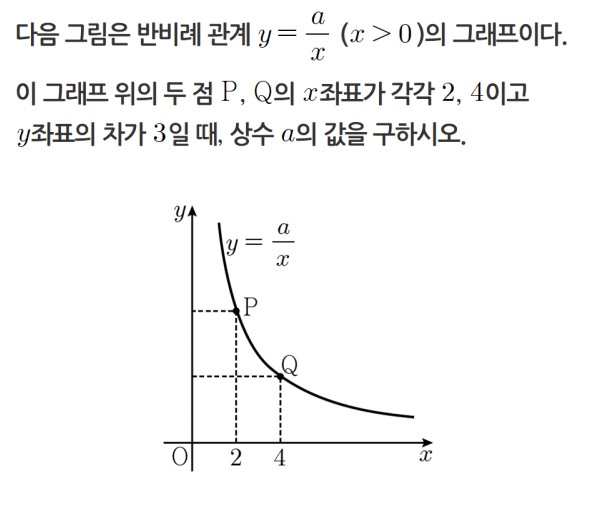 다음 그림은 반비례 관계 y = a/x (x > 0)의 그래프이다.
이 그래프 위의 두 점 P, Q의 x좌표가 각각 2, 4이고
y좌표의 차가 3일 때, 상수 a의 값을 구하시오.
y
y = a/x
P
Q
O 2 4 x